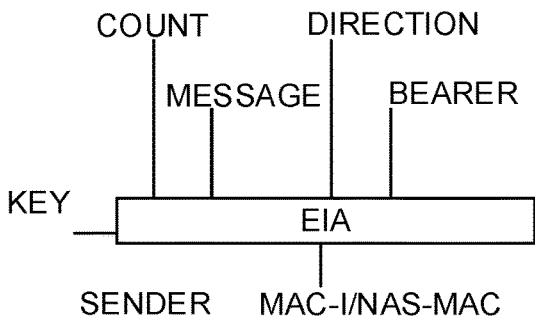 COUNT DIRECTION
MESSAGE BEARER
KEY
EIA
SENDER MAC-I/NAS-MAC